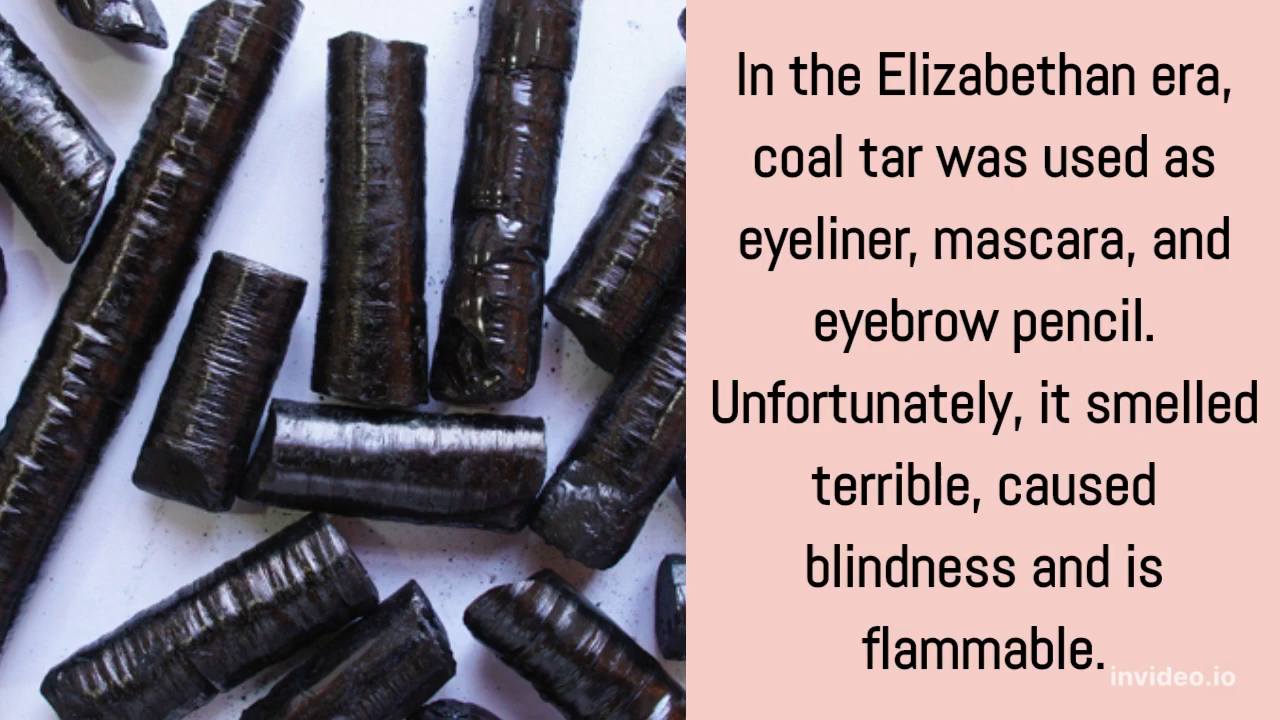 In the Elizabethan era,
coal tar was used as
eyeliner, mascara, and
eyebrow pencil.
Unfortunately, it smelled
terrible, caused
blindness and is
flammable.
invideo.io